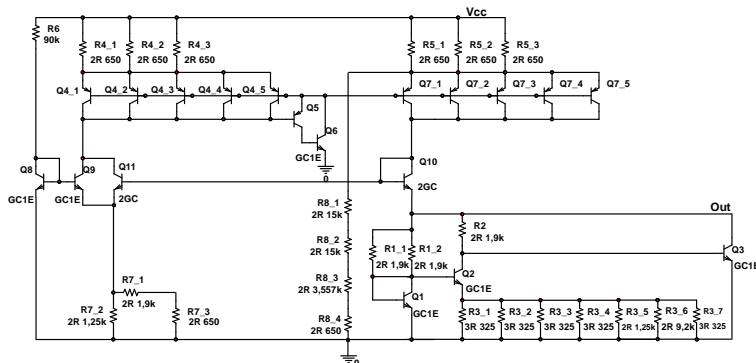 Vcc
R6
90k
R4_1
2R 650
R4_2
2R 650
R4_3
2R 650
R5_1
2R 650
R5_2
2R 650
R5_3
2R 650
Q4_1
Q4_2
Q4_3
Q4_4
Q4_5
Q5
Q6
GC1E
0
Q7_1
Q7_2
Q7_3
Q7_4
Q7_5
Q8
GC1E
Q9
GC1E
Q11
2GC
Q10
2GC
R8_1
2R 15k
R8_2
2R 15k
R8_3
2R 3,557k
R8_4
2R 650
Out
R1_1
2R 1,9k
R1_2
2R 1,9k
R2
2R 1,9k
Q3
GC1E
Q2
GC1E
Q1
GC1E
R7_1
2R 1,9k
R7_2
2R 1,25k
R7_3
2R 650
R3_1
3R 325
R3_2
3R 325
R3_3
3R 325
R3_4
3R 325
R3_5
2R 1,25k
R3_6
2R 9,2k
R3_7
3R 325
0